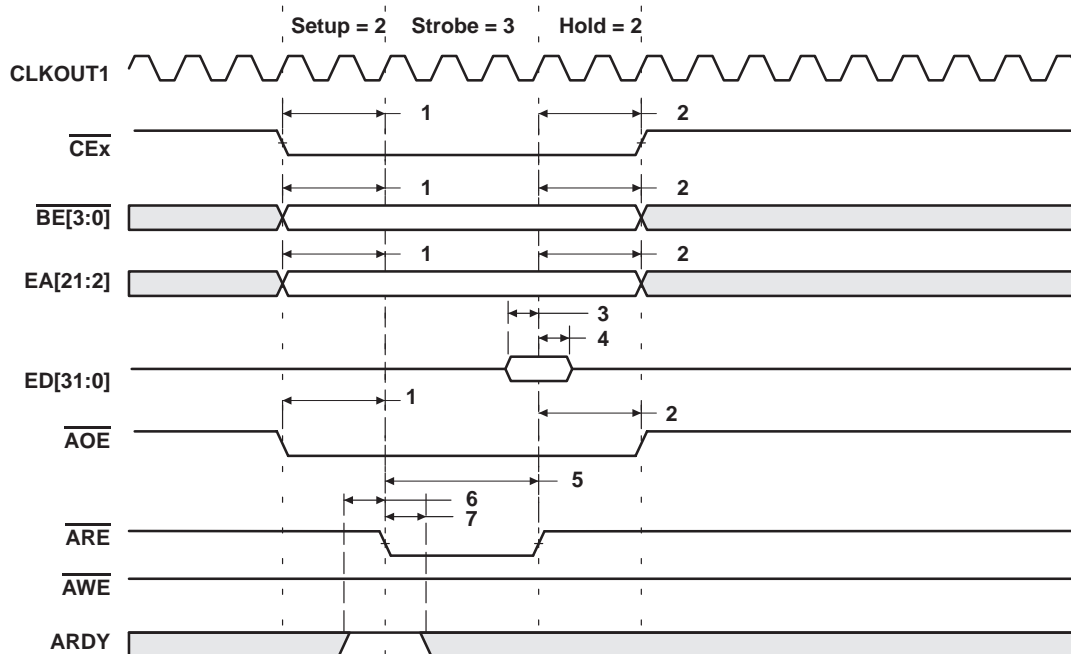 Setup = 2 Strobe = 3 Hold = 2
CLKOUT1
1 2
CEx
1 2
BE[3:0]
1 2
EA[21:2]
3
4
ED[31:0]
1
2
AOE
5
6
7
ARE
AWE
ARDY